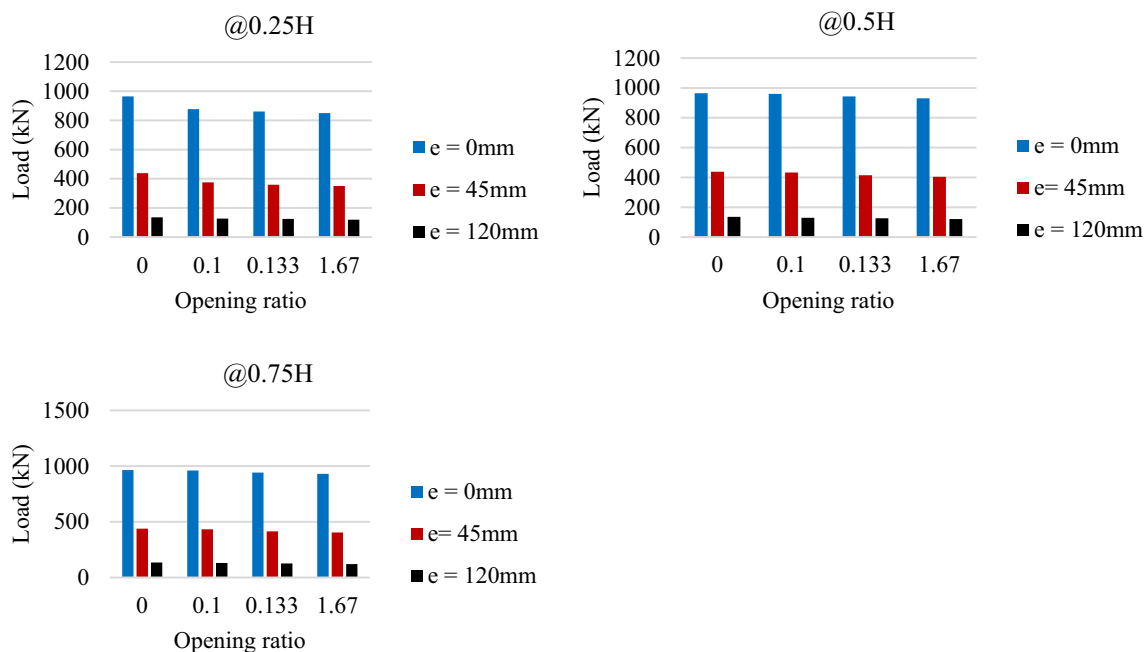 @0.25H
1200
1000
800
600
400
200
0
Load (kN)
0 0.1 0.133 1.67
Opening ratio
e = 0mm
e = 45mm
e = 120mm
@0.5H
1200
1000
800
600
400
200
0
Load (kN)
0 0.1 0.133 1.67
Opening ratio
e = 0mm
e= 45mm
e = 120mm
@0.75H
1500
1000
500
0
Load (kN)
0 0.1 0.133 1.67
Opening ratio
e = 0mm
e= 45mm
e = 120mm